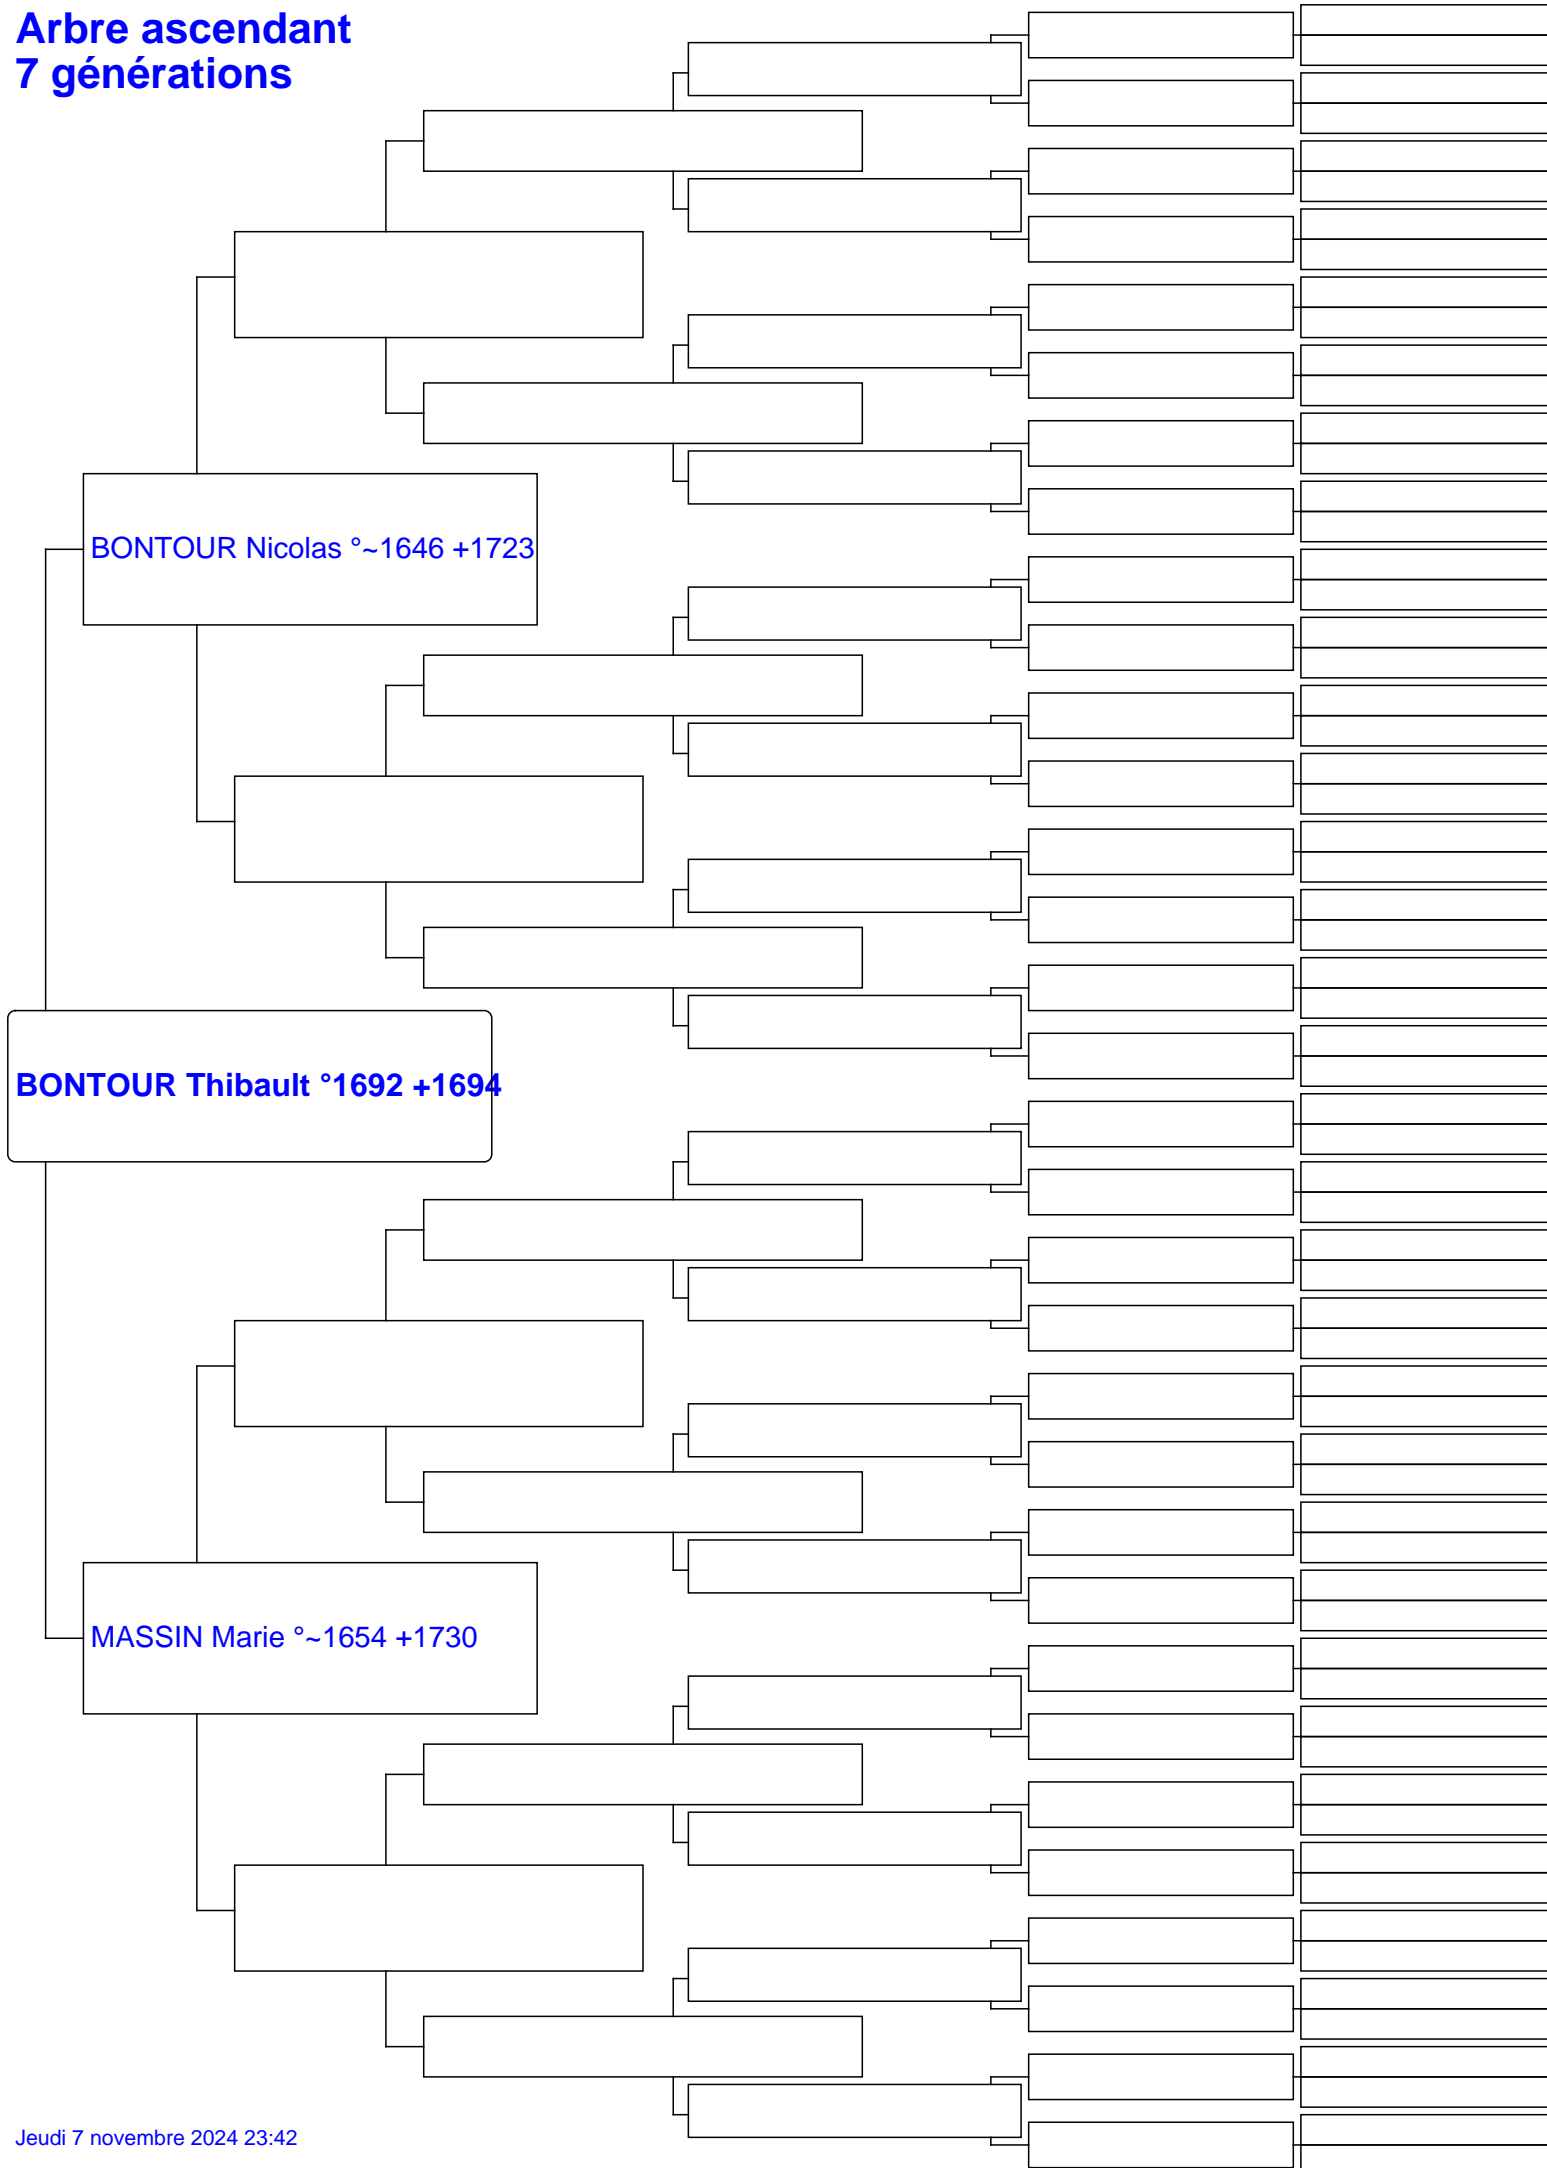 Arbre ascendant
7 générations
BONTOUR Nicolas °~1646 +1723
BONTOUR Thibault °1692 +1694
MASSIN Marie °~1654 +1730
Jeudi 7 novembre 2024 23:42